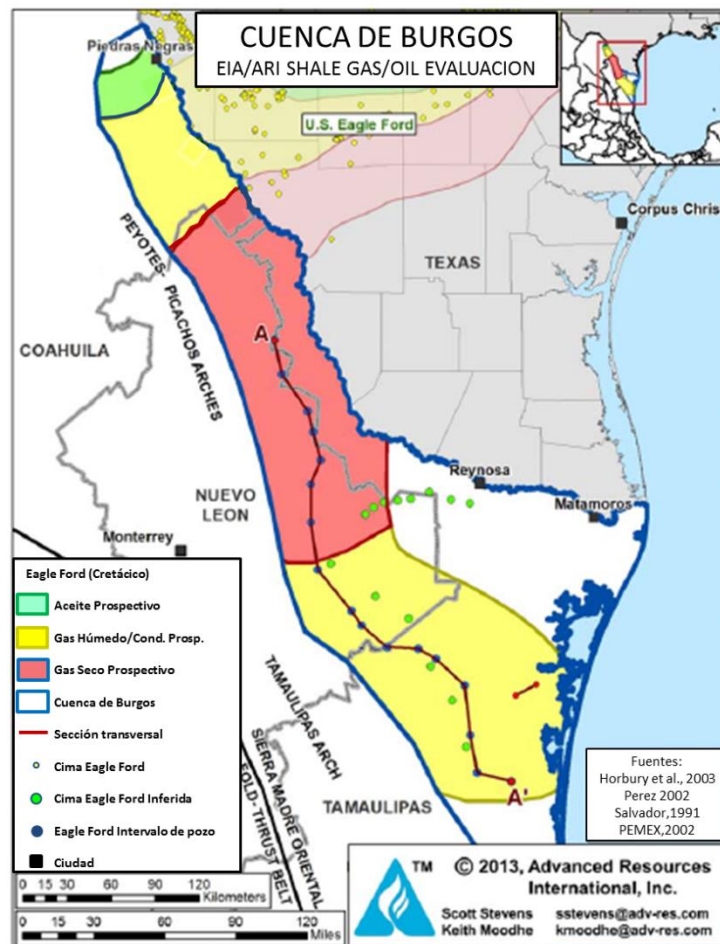 CUENCA DE BURGOS
EIA/ARI SHALE GAS/OIL EVALUACION
Piedras Negras
U.S. Eagle Ford
Corpus Chris
TEXAS
PEYOTES- PICACHOS ARCHES
COAHUILA
A
NUEVO
LEON
Reynosa
Matamoros
Monterrey
Eagle Ford (Cretácico)
Aceite Prospectivo
Gas Húmedo/Cond. Prosp.
Gas Seco Prospectivo
Cuenca de Burgos
Sección transversal
Cima Eagle Ford
Cima Eagle Ford Inferida
Eagle Ford Intervalo de pozo
Ciudad
TAMAULIPAS ARCH
SIERRA MADRE ORIENTAL
FOLD-THRUST BELT
TAMAULIPAS
A'
Fuentes:
Horbury et al., 2003
Perez 2002
Salvador,1991
PEMEX,2002
0 15 30 60 90 120
Kilometers
0 15 30 60 90 120
Miles
TM
© 2013, Advanced Resources
International, Inc.
Scott Stevens sstevens@adv-res.com
Keith Moodhe kmoodhe@adv-res.com